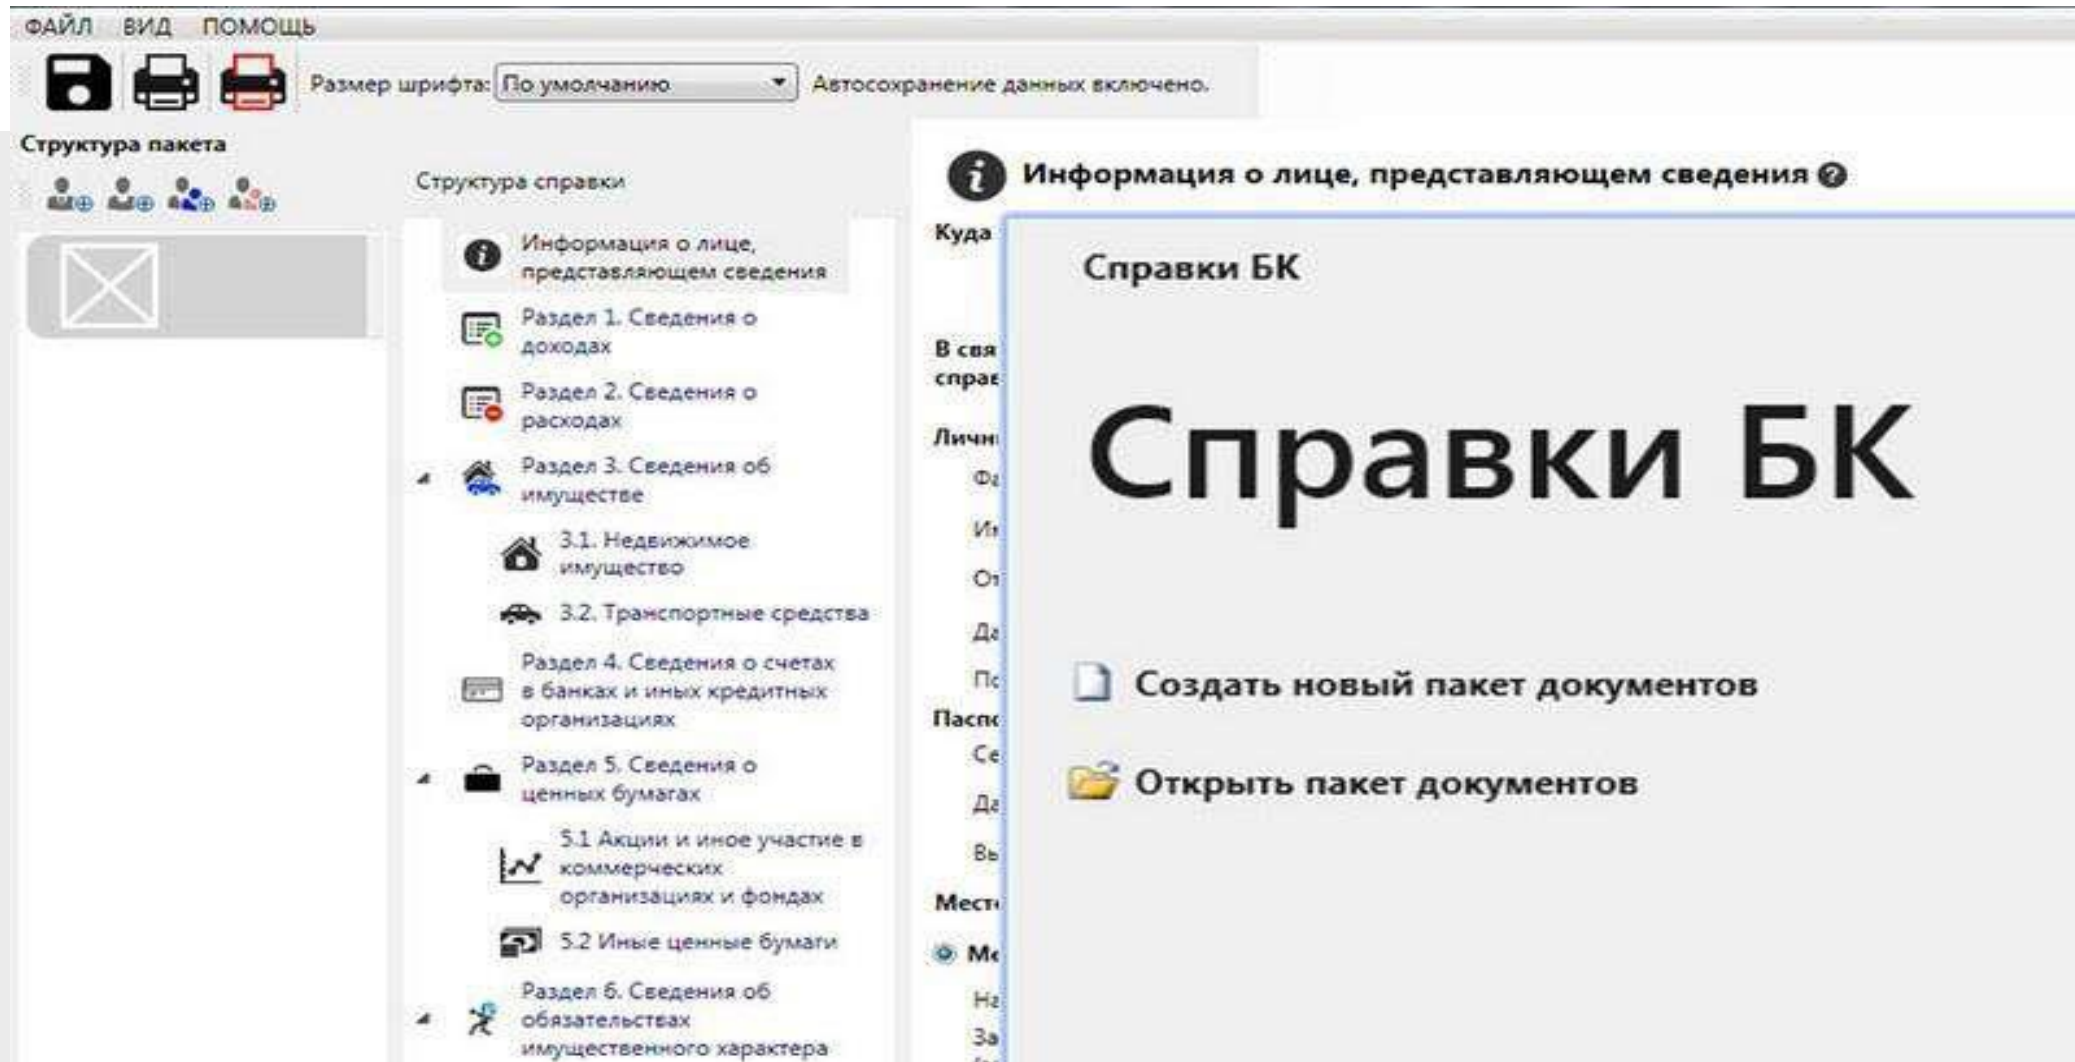 ФАЙЛ ВИД ПОМОЩЬ
Размер шрифта: По умолчанию Автосохранение данных включено.
Структура пакета
Структура справки
Информация о лице,
представляющем сведения
Раздел 1. Сведения о
доходах
Раздел 2. Сведения о
расходах
Раздел 3. Сведения об
имуществе
3.1. Недвижимое
имущество
3.2. Транспортные средства
Раздел 4. Сведения о счетах
в банках и иных кредитных
организациях
Раздел 5. Сведения о
ценных бумагах
5.1 Акции и иное участие в
коммерческих
организациях и фондах
5.2 Иные ценные бумаги
Раздел 6. Сведения об
обязательствах
имущественного характера
Информация о лице, представляющем сведения
Куда
Справки БК
Справки БК
Создать новый пакет документов
Открыть пакет документов